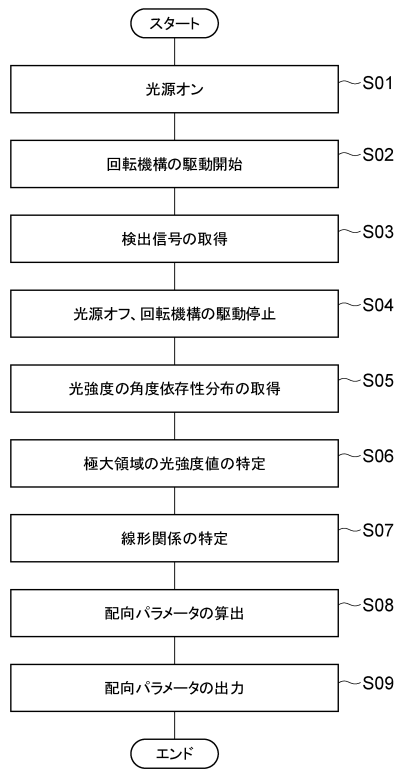 スタート
光源オン
S01
回転機構の駆動開始
S02
検出信号の取得
S03
光源オフ、回転機構の駆動停止
S04
光強度の角度依存性分布の取得
S05
極大領域の光強度値の特定
S06
線形関係の特定
S07
配向パラメータの算出
S08
配向パラメータの出力
S09
エンド